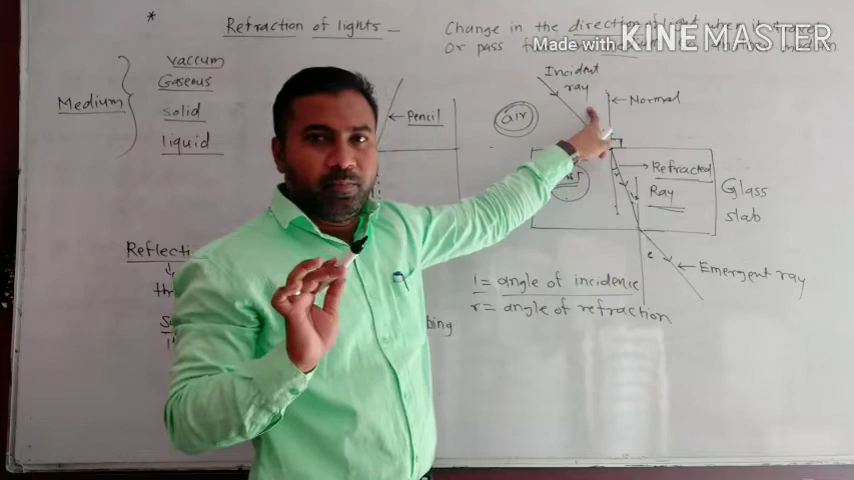 *
Refraction of lights —
Change in the direction of light when it travel
Or pass
medium
Made with KINEMASTER
Medium
vaccum
Gaseous
solid
liquid
Pencil
air
Incident
ray
Normal
Refracted
Ray
Glass
slab
e
Emergent ray
i = angle of incidence
r = angle of refraction
Reflecti